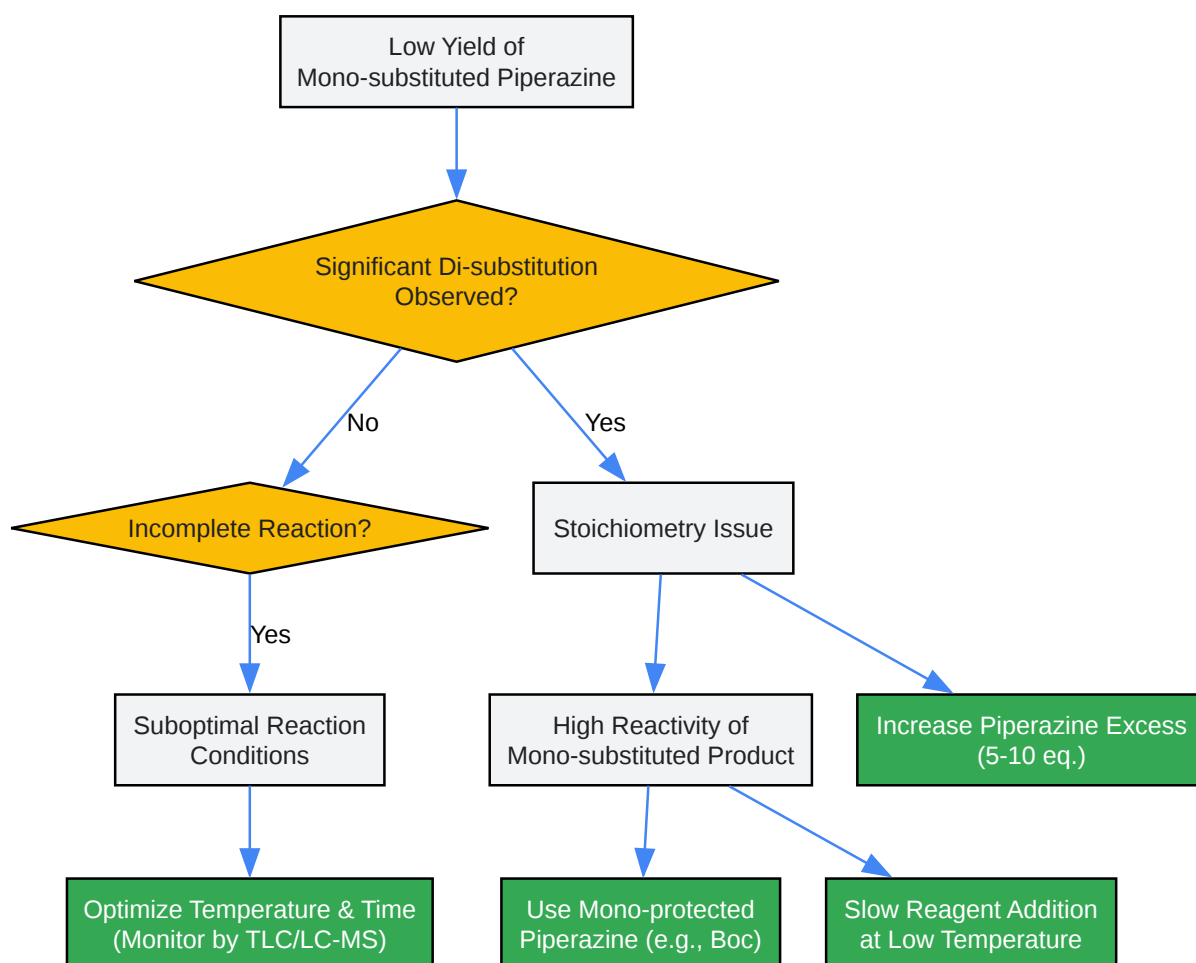 Low Yield of
Mono-substituted Piperazine
Significant Di-substitution
Observed?
No
Yes
Incomplete Reaction?
Stoichiometry Issue
Yes
Suboptimal Reaction
Conditions
High Reactivity of
Mono-substituted Product
Increase Piperazine Excess
(5-10 eq.)
Optimize Temperature & Time
(Monitor by TLC/LC-MS)
Use Mono-protected
Piperazine (e.g., Boc)
Slow Reagent Addition
at Low Temperature